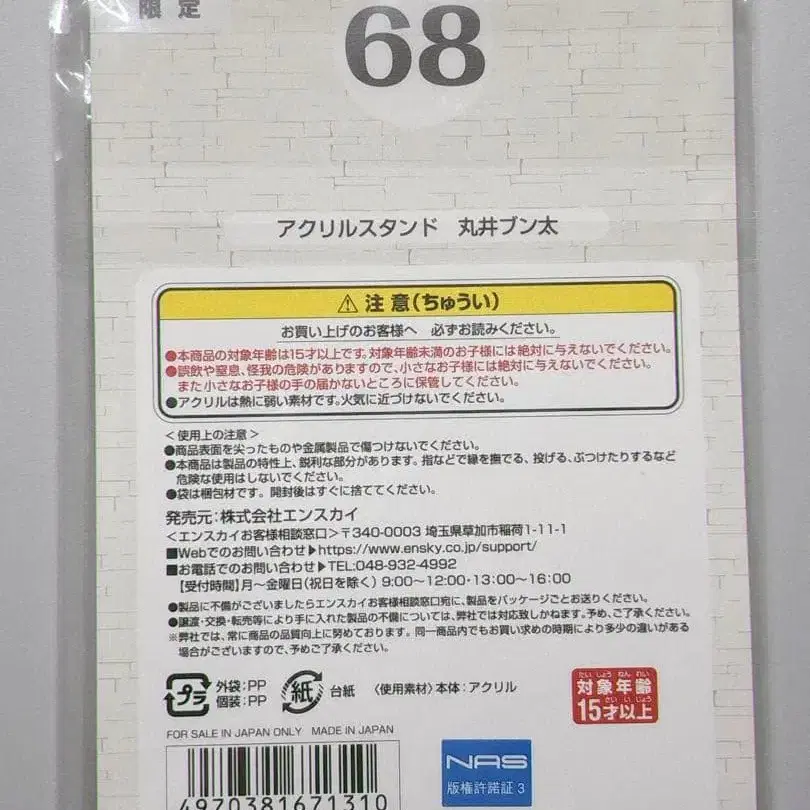 限定
68
アクリルスタンド 丸井ブン太
⚠ 注意(ちゅうい)
お買い上げのお客様へ 必ずお読みください。
●本商品の対象年齢は15才以上です。対象年齢未満のお子様には絶対に与えないでください。
●誤飲や窒息、怪我の危険がありますので、小さなお子様には絶対に与えないでください。
また小さなお子様の手の届かないところに保管してください。
●アクリルは熱に弱い素材です。火気に近づけないでください。
<使用上の注意>
●商品表面を尖ったものや金属製品で傷つけないでください。
●本商品は製品の特性上、鋭利な部分があります。指などで縁を撫でる、投げる、ぶつけたりするなど
危険な使用はしないでください。
●袋は梱包材です。開封後はすぐに捨ててください。
発売元:株式会社エンスカイ
<エンスカイお客様相談窓口>〒340-0003 埼玉県草加市稲荷1-11-1
■Webでのお問い合わせ▶https://www.ensky.co.jp/support/
■お電話でのお問い合わせ▶TEL:048-932-4992
【受付時間】月~金曜日(祝日を除く) 9:00~12:00・13:00~16:00
●製品に不備がございましたらエンスカイお客様相談窓口宛に、製品をパッケージごとお送りください。
●譲渡・交換・転売等により手に入れた製品の不備については、弊社では対応致しかねます。予め、ご了承ください。
※弊社では、常に商品の品質向上に努めております。同一商品内でもお買い求めの時期により多少の違いがある
場合がございますので、予めご了承ください。
プラ 外袋:PP
個装:PP
紙 台紙
〈使用素材〉本体:アクリル
たいしょうねんれい
対象年齢
さいいじょう
15才以上
FOR SALE IN JAPAN ONLY MADE IN JAPAN
4970381671310
NAS
版権許諾証3